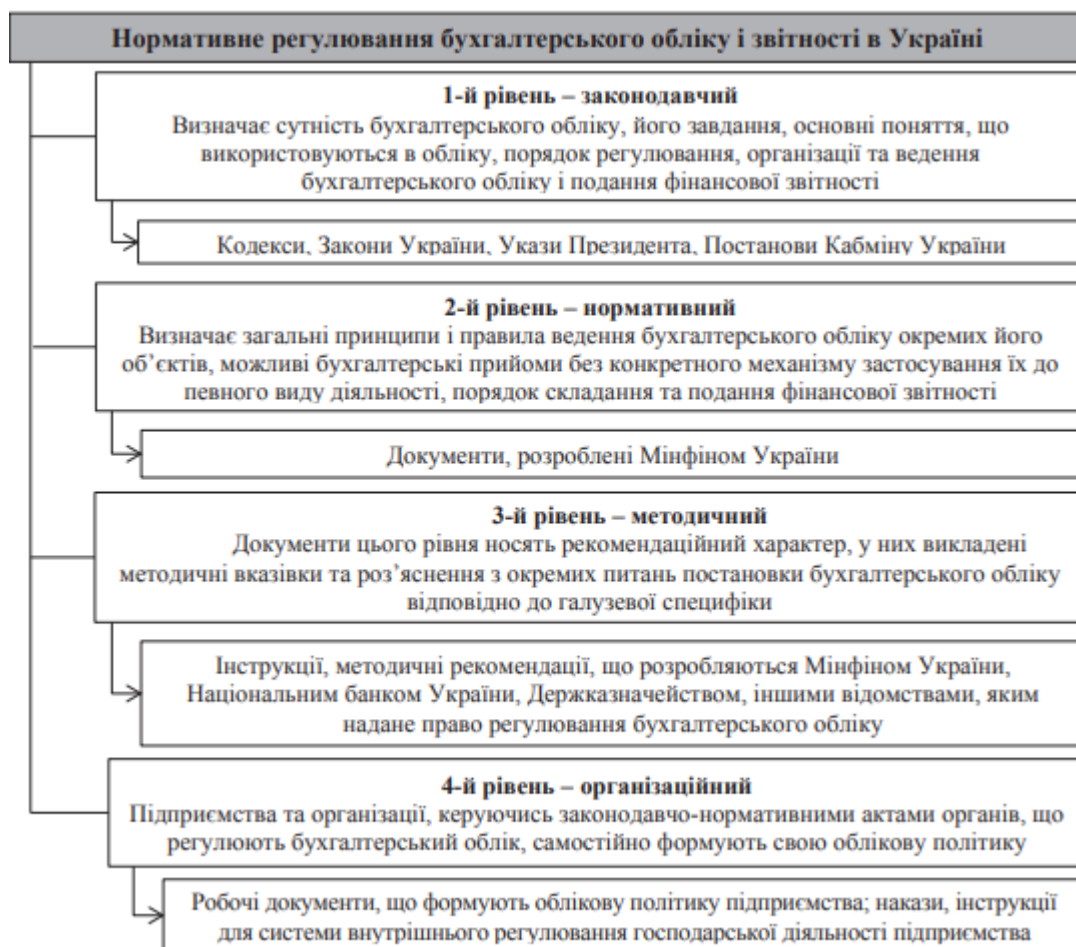 Нормативне регулювання бухгалтерського обліку і звітності в Україні
1-й рівень – законодавчий
Визначає сутність бухгалтерського обліку, його завдання, основні поняття, що
використовуються в обліку, порядок регулювання, організації та ведення
бухгалтерського обліку і подання фінансової звітності
Кодекси, Закони України, Укази Президента, Постанови Кабміну України
2-й рівень – нормативний
Визначає загальні принципи і правила ведення бухгалтерського обліку окремих його
об’єктів, можливі бухгалтерські прийоми без конкретного механізму застосування їх до
певного виду діяльності, порядок складання та подання фінансової звітності
Документи, розроблені Мінфіном України
3-й рівень – методичний
Документи цього рівня носять рекомендаційний характер, у них викладені
методичні вказівки та роз’яснення з окремих питань постановки бухгалтерського обліку
відповідно до галузевої специфіки
Інструкції, методичні рекомендації, що розробляються Мінфіном України,
Національним банком України, Держказначейством, іншими відомствами, яким
надане право регулювання бухгалтерського обліку
4-й рівень – організаційний
Підприємства та організації, керуючись законодавчо-нормативними актами органів, що
регулюють бухгалтерський облік, самостійно формують свою облікову політику
Робочі документи, що формують облікову політику підприємства; накази, інструкції
для системи внутрішнього регулювання господарської діяльності підприємства